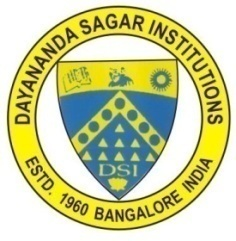 DAYANANDA SAGAR INSTITUTIONS
DSI
ESTD. 1960 BANGALORE INDIA